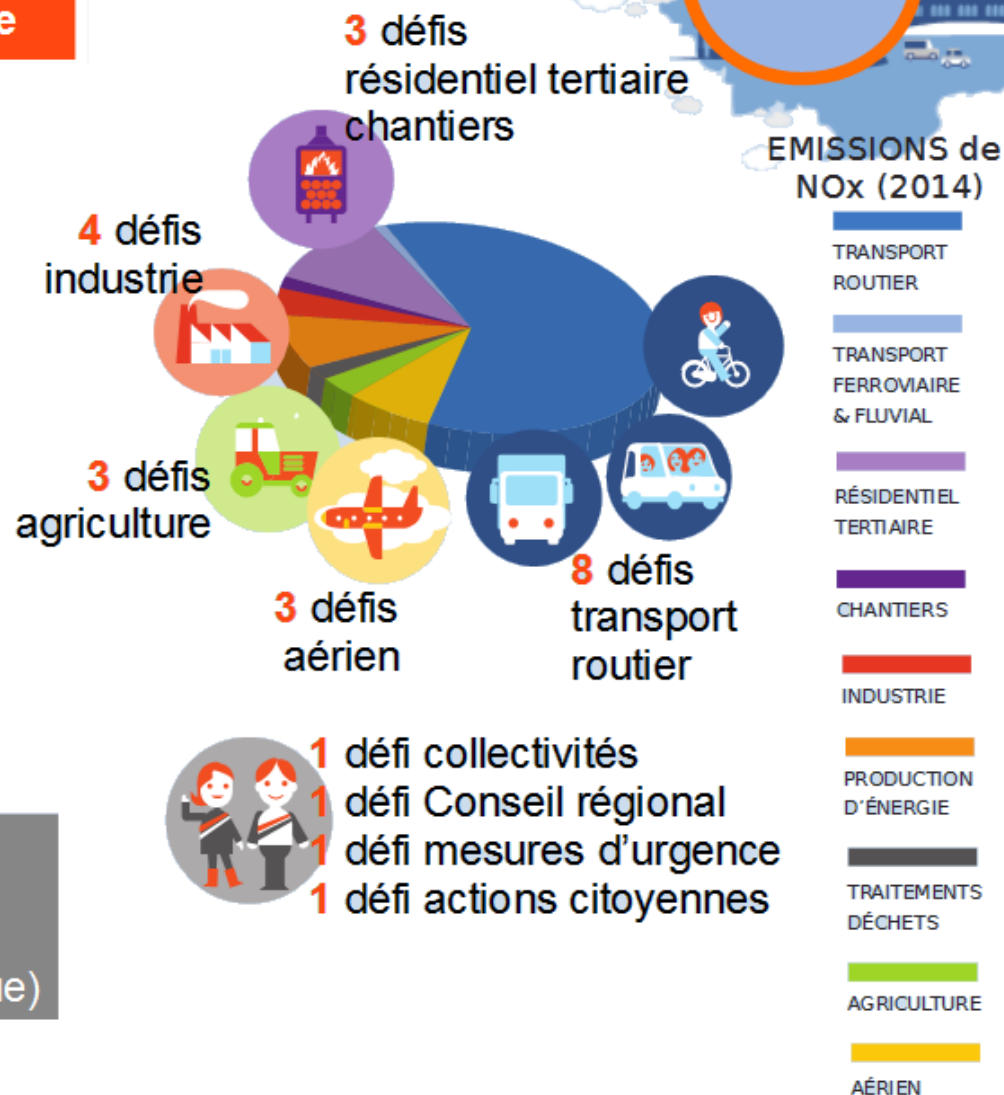 e
3 défis
résidentiel tertiaire
chantiers
4 défis
industrie
3 défis
agriculture
3 défis
aérien
8 défis
transport
routier
1 défi collectivités
1 défi Conseil régional
1 défi mesures d'urgence
1 défi actions citoyennes
ue)
EMISSIONS de
NOx (2014)
TRANSPORT
ROUTIER
TRANSPORT
FERROVIAIRE
& FLUVIAL
RÉSIDENTIEL
TERTIAIRE
CHANTIERS
INDUSTRIE
PRODUCTION
D'ÉNERGIE
TRAITEMENTS
DÉCHETS
AGRICULTURE
AÉRIEN